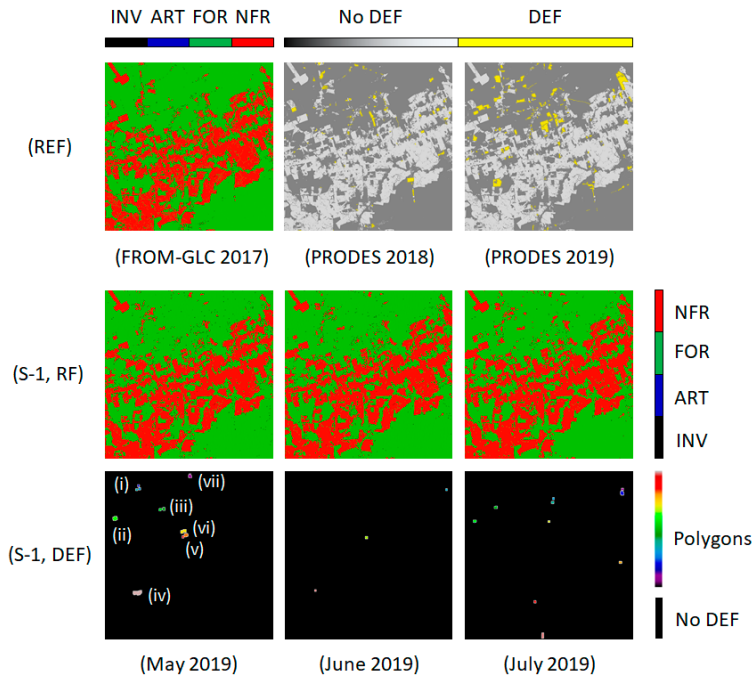 INV ART FOR NFR No DEF DEF
(REF)
(FROM-GLC 2017) (PRODES 2018) (PRODES 2019)
(S-1, RF)
NFR
FOR
ART
INV
(S-1, DEF)
(i)
(vii)
(iii)
(ii)
(vi)
(v)
(iv)
Polygons
No DEF
(May 2019) (June 2019) (July 2019)